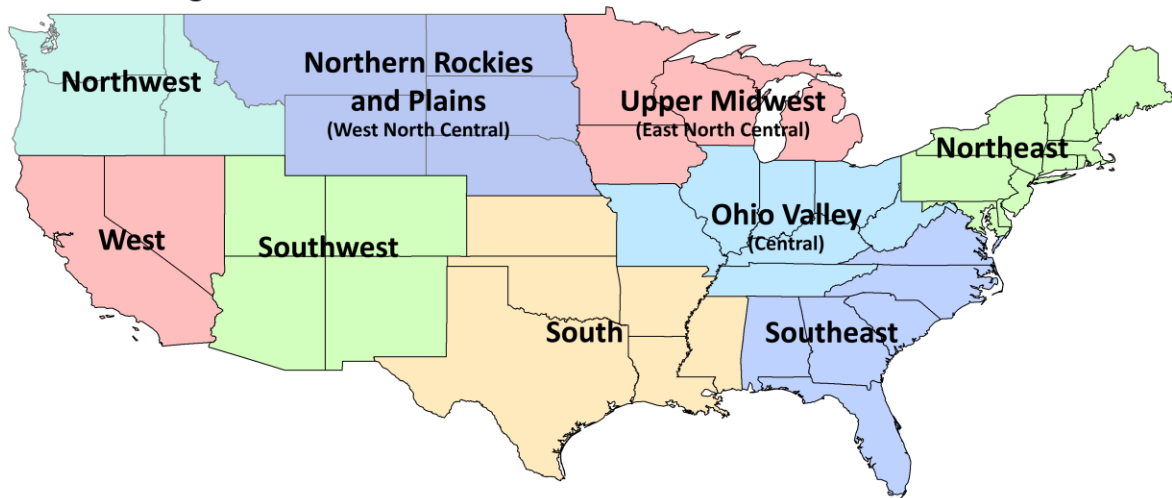 Northwest
Northern Rockies
and Plains
(West North Central)
Upper Midwest
(East North Central)
Northeast
West
Southwest
Ohio Valley
(Central)
South
Southeast